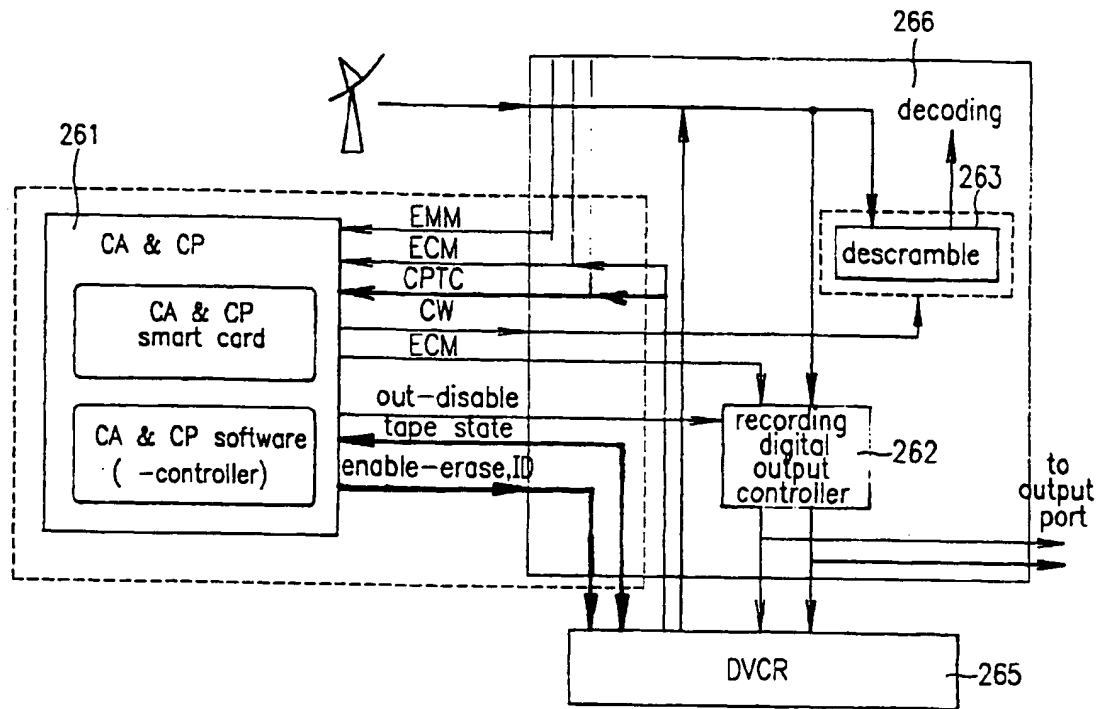 266
decoding
261
263
EMM
CA & CP
ECM
descramble
CPTC
CA & CP
smart card
CW
ECM
out-disable
tape state
CA & CP software
( -controller)
enable-erase,ID
recording
digital
output
controller
262
to
output
port
DVCR
265